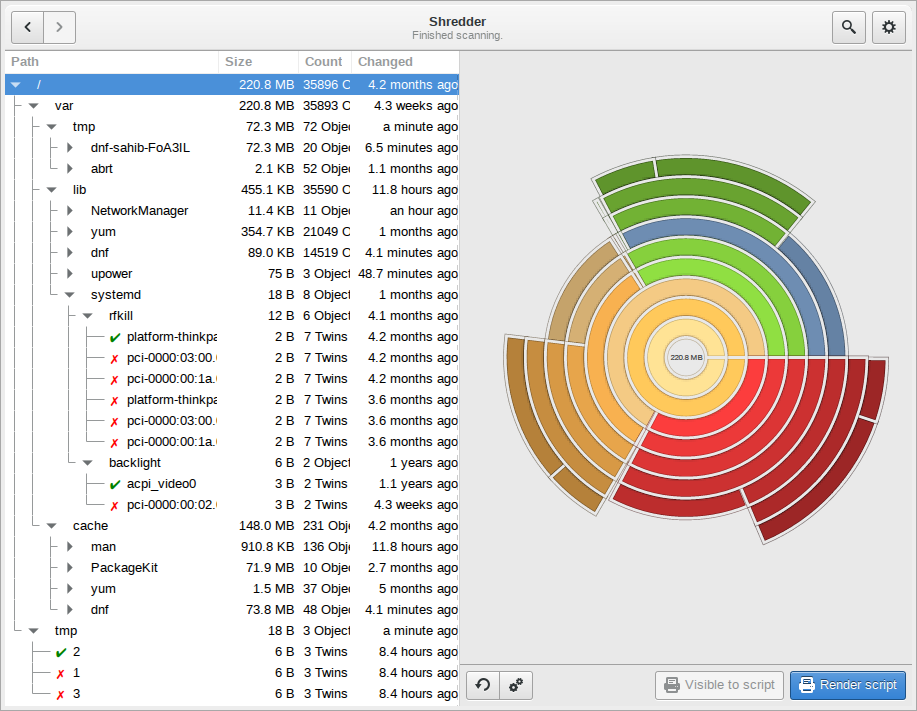 Shredder
Finished scanning.
Path Size Count Changed
/ 220.8 MB 35896 O 4.2 months ago
var 220.8 MB 35893 O 4.3 weeks ago
tmp 72.3 MB 72 Obje a minute ago
dnf-sahib-FoA3IL 72.3 MB 20 Obje 6.5 minutes ago
abrt 2.1 KB 52 Obje 1.1 months ago
lib 455.1 KB 35590 O 11.8 hours ago
NetworkManager 11.4 KB 11 Obje an hour ago
yum 354.7 KB 21049 O 1 months ago
dnf 89.0 KB 14519 O 4.1 minutes ago
upower 75 B 3 Object 48.7 minutes ago
systemd 18 B 8 Object 1 months ago
rfkill 12 B 6 Object 4.1 months ago
platform-thinkpa 2 B 7 Twins 4.2 months ago
pci-0000:03:00. 2 B 7 Twins 4.2 months ago
pci-0000:00:1a. 2 B 7 Twins 4.2 months ago
platform-thinkpa 2 B 7 Twins 3.6 months ago
pci-0000:03:00. 2 B 7 Twins 3.6 months ago
pci-0000:00:1a. 2 B 7 Twins 3.6 months ago
backlight 6 B 2 Object 1 years ago
acpi_video0 3 B 2 Twins 1.1 years ago
pci-0000:00:02. 3 B 2 Twins 4.3 weeks ago
cache 148.0 MB 231 Obj 4.2 months ago
man 910.8 KB 136 Obje 11.8 hours ago
PackageKit 71.9 MB 10 Obje 2.7 months ago
yum 1.5 MB 37 Obje 5 months ago
dnf 73.8 MB 48 Obje 4.1 minutes ago
tmp 18 B 3 Object a minute ago
2 6 B 3 Twins 8.4 hours ago
1 6 B 3 Twins 8.4 hours ago
3 6 B 3 Twins 8.4 hours ago
220.8 MB
Visible to script
Render script